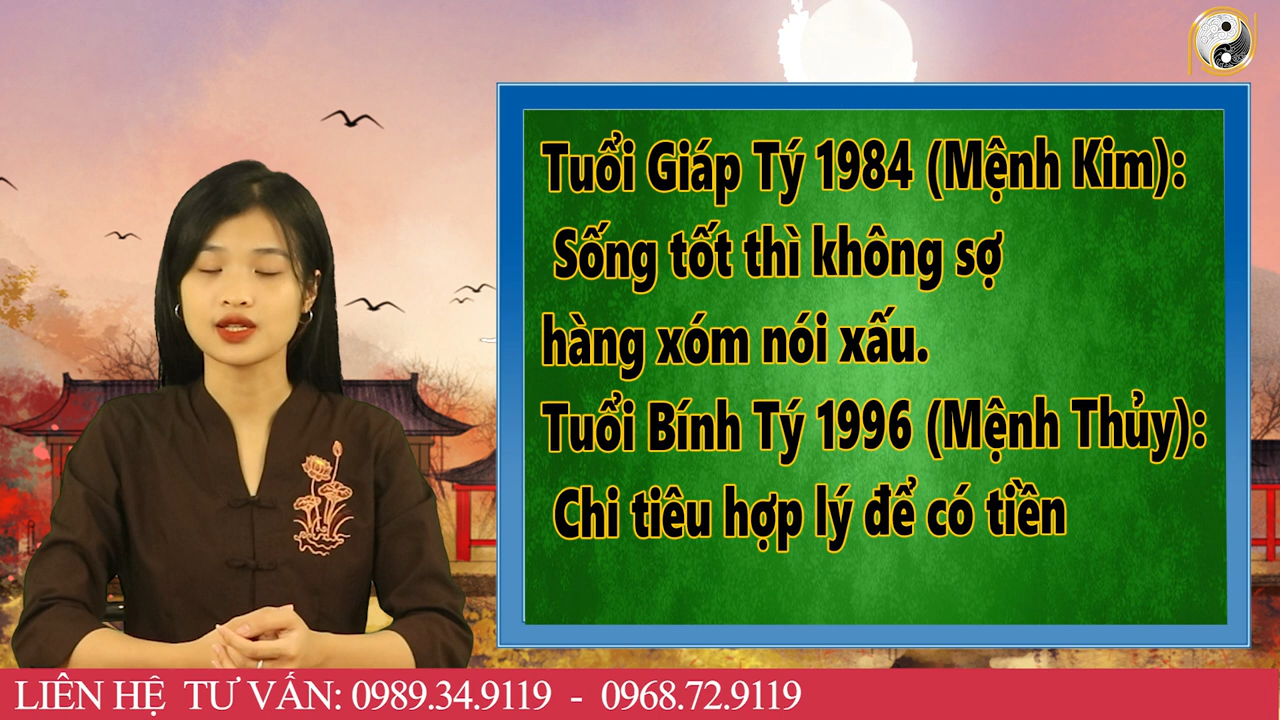 Tuổi Giáp Tý 1984 (Mệnh Kim):
Sống tốt thì không sợ
hàng xóm nói xấu.
Tuổi Bính Tý 1996 (Mệnh Thủy):
Chi tiêu hợp lý để có tiền
LIÊN HỆ TƯ VẤN: 0989.34.9119 - 0968.72.9119